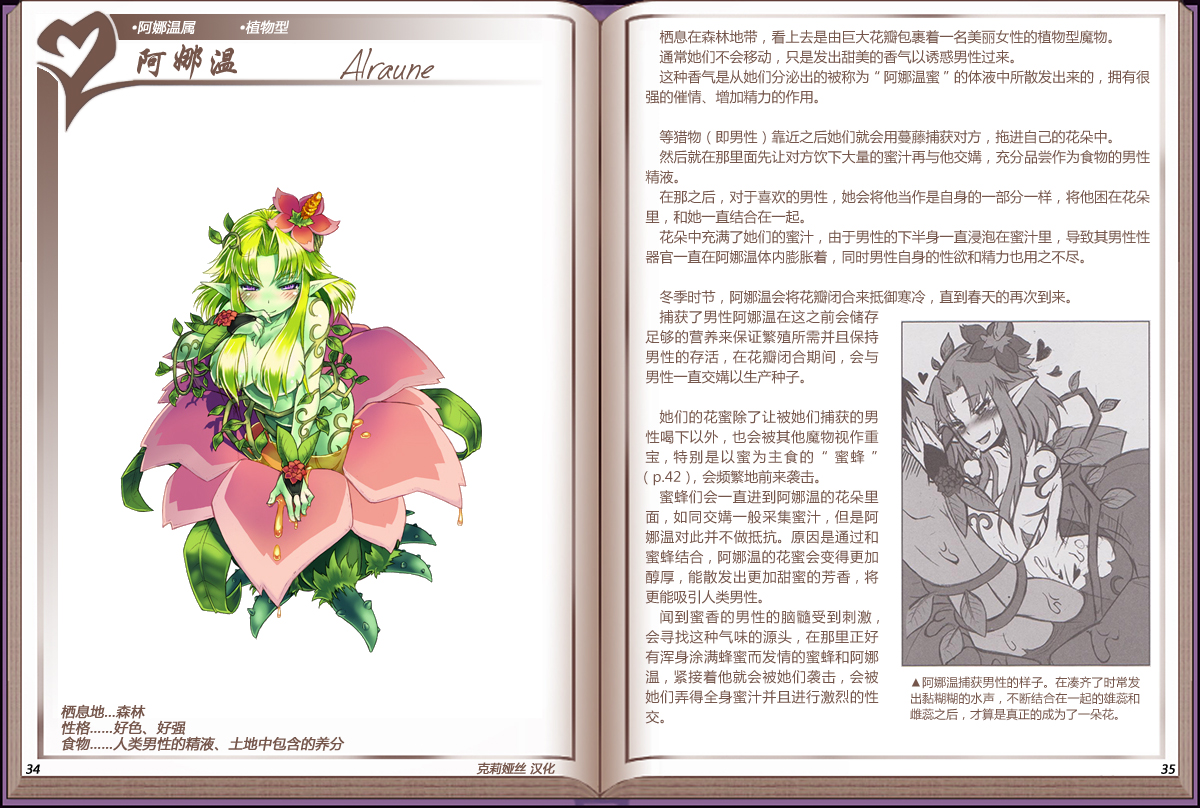 •阿娜温属　•植物型
阿娜温
Alraune
栖息地...森林
性格......好色、好强
食物......人类男性的精液、土地中包含的养分
34
克莉娅丝 汉化
栖息在森林地带，看上去是由巨大花瓣包裹着一名美丽女性的植物型魔物。
通常她们不会移动，只是发出甜美的香气以诱惑男性过来。
这种香气是从她们分泌出的被称为“阿娜温蜜”的体液中所散发出来的，拥有很
强的催情、增加精力的作用。
等猎物（即男性）靠近之后她们就会用蔓藤捕获对方，拖进自己的花朵中。
然后就在那里面先让对方饮下大量的蜜汁再与他交媾，充分品尝作为食物的男性
精液。
在那之后，对于喜欢的男性，她会将他当作是自身的一部分一样，将他困在花朵
里，和她一直结合在一起。
花朵中充满了她们的蜜汁，由于男性的下半身一直浸泡在蜜汁里，导致其男性性
器官一直在阿娜温体内膨胀着，同时男性自身的性欲和精力也用之不尽。
冬季时节，阿娜温会将花瓣闭合来抵御寒冷，直到春天的再次到来。
捕获了男性阿娜温在这之前会储存
足够的营养来保证繁殖所需并且保持
男性的存活，在花瓣闭合期间，会与
男性一直交媾以生产种子。
她们的花蜜除了让被她们捕获的男
性喝下以外，也会被其他魔物视作重
宝，特别是以蜜为主食的“蜜蜂”
（p.42），会频繁地前来袭击。
蜜蜂们会一直进到阿娜温的花朵里
面，如同交媾一般采集蜜汁，但是阿
娜温对此并不做抵抗。原因是通过和
蜜蜂结合，阿娜温的花蜜会变得更加
醇厚，能散发出更加甜蜜的芳香，将
更能吸引人类男性。
闻到蜜香的男性的脑髓受到刺激，
会寻找这种气味的源头，在那里正好
有浑身涂满蜂蜜而发情的蜜蜂和阿娜
温，紧接着他就会被她们袭击，会被
她们弄得全身蜜汁并且进行激烈的性
交。
▲阿娜温捕获男性的样子。在凑齐了时常发
出黏糊糊的水声，不断结合在一起的雄蕊和
雌蕊之后，才算是真正的成为了一朵花。
35